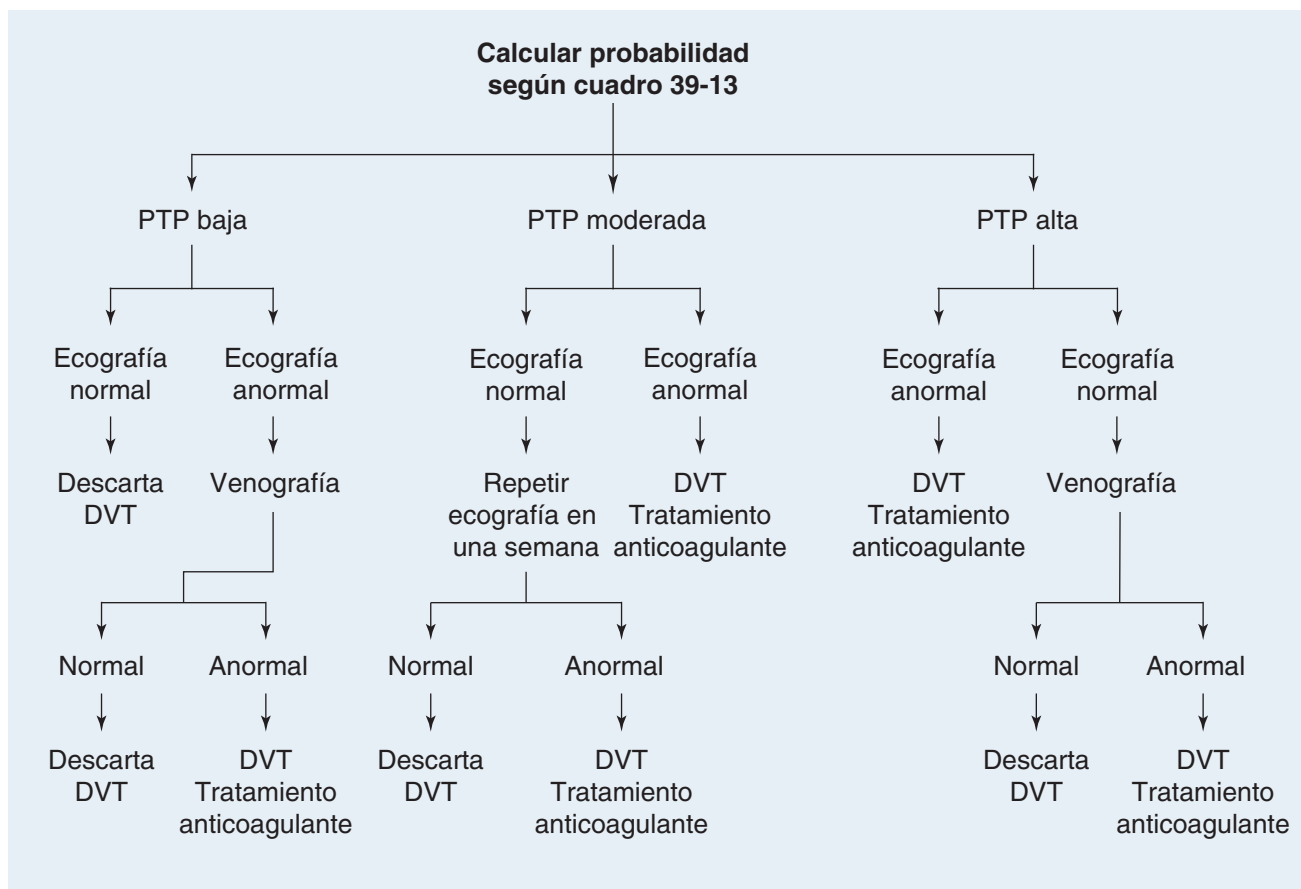 Calcular probabilidad
según cuadro 39-13
PTP baja
PTP moderada
PTP alta
Ecografía
normal
Ecografía
anormal
Ecografía
normal
Ecografía
anormal
Ecografía
anormal
Ecografía
normal
Descarta
DVT
Venografía
Repetir
ecografía en
una semana
DVT
Tratamiento
anticoagulante
DVT
Tratamiento
anticoagulante
Venografía
Normal
Anormal
Normal
Anormal
Normal
Anormal
Descarta
DVT
DVT
Tratamiento
anticoagulante
Descarta
DVT
DVT
Tratamiento
anticoagulante
Descarta
DVT
DVT
Tratamiento
anticoagulante